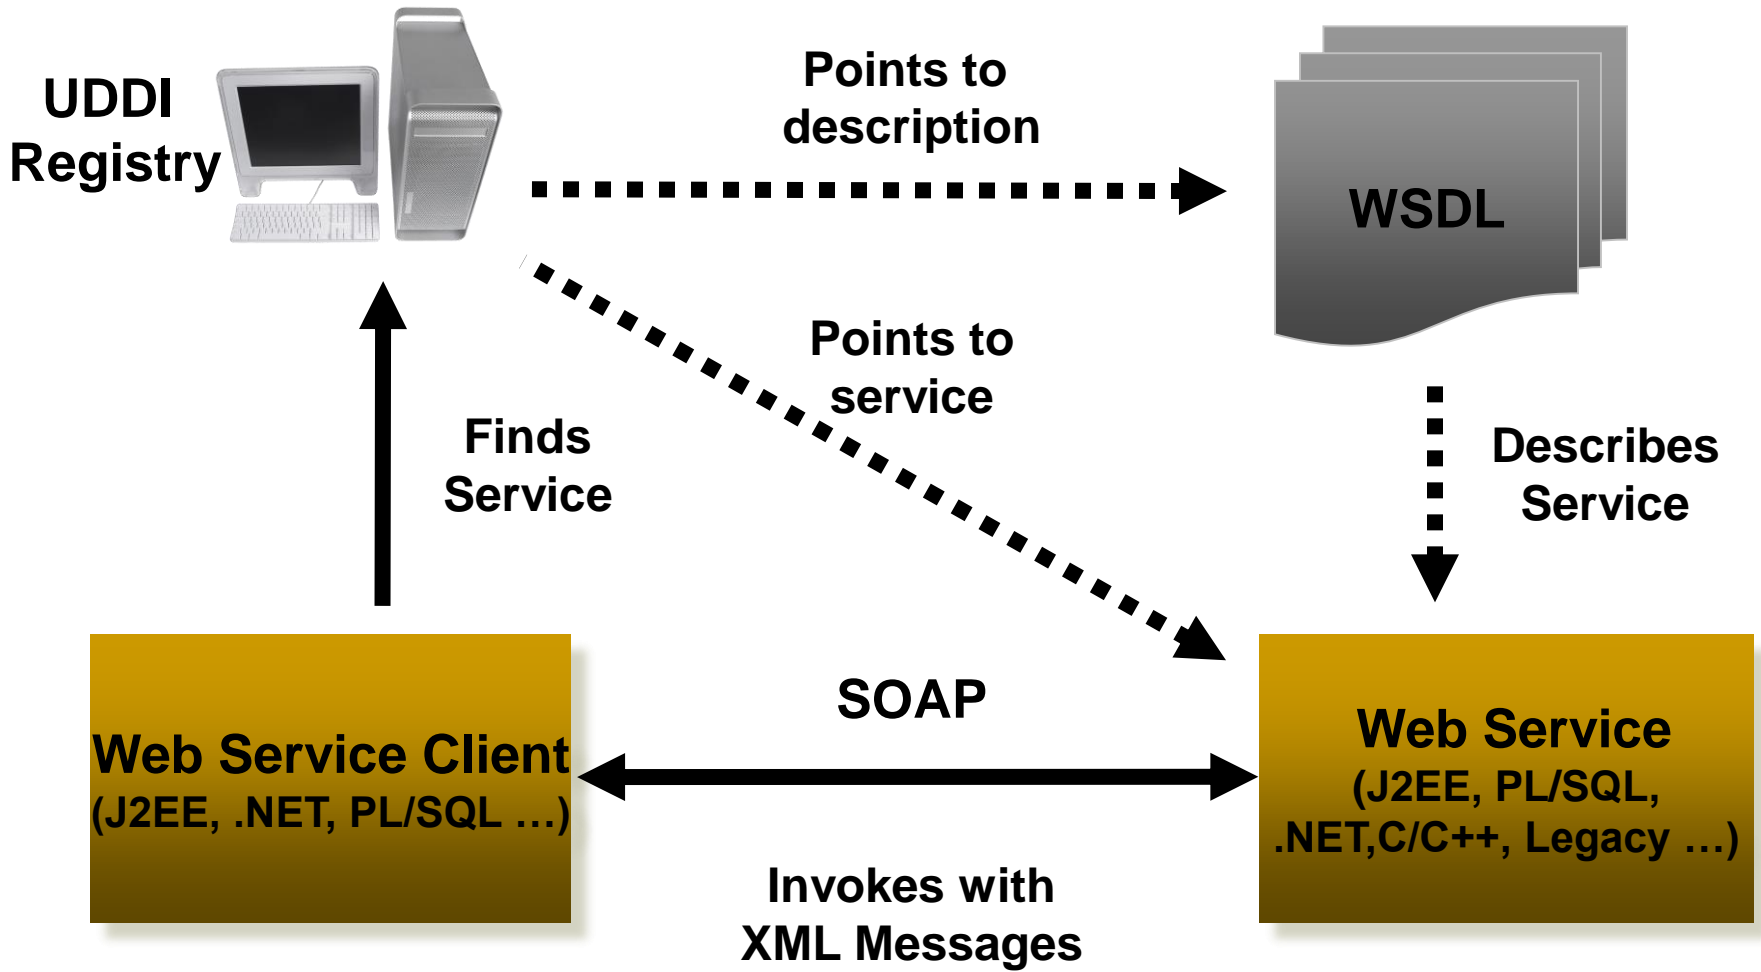 UDDI
Registry
Points to
description
WSDL
Points to
service
Finds
Service
Describes
Service
SOAP
Web Service Client
(J2EE, .NET, PL/SQL …)
Web Service
(J2EE, PL/SQL,
.NET,C/C++, Legacy …)
Invokes with
XML Messages